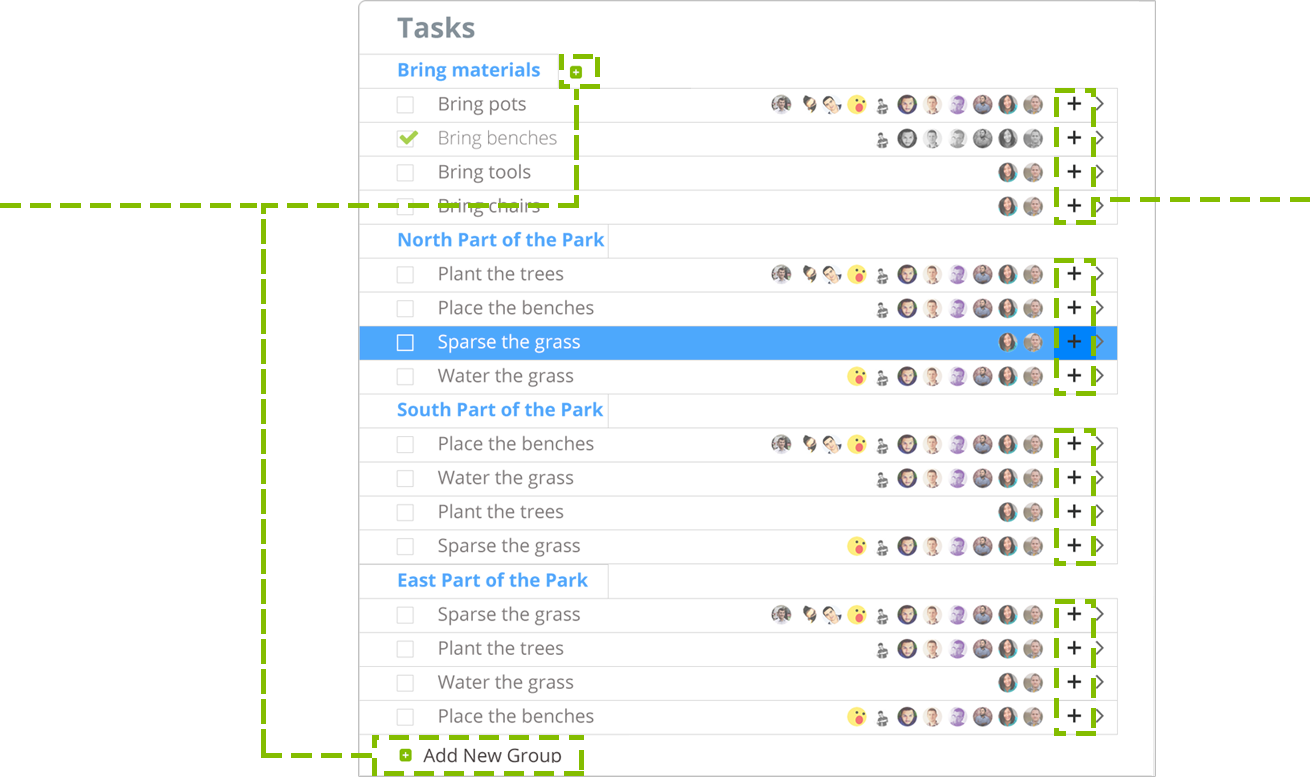 Tasks
Bring materials
Bring pots
Bring benches
Bring tools
Bring chairs
North Part of the Park
Plant the trees
Place the benches
Sparse the grass
Water the grass
South Part of the Park
Place the benches
Water the grass
Plant the trees
Sparse the grass
East Part of the Park
Sparse the grass
Plant the trees
Water the grass
Place the benches
Add New Group